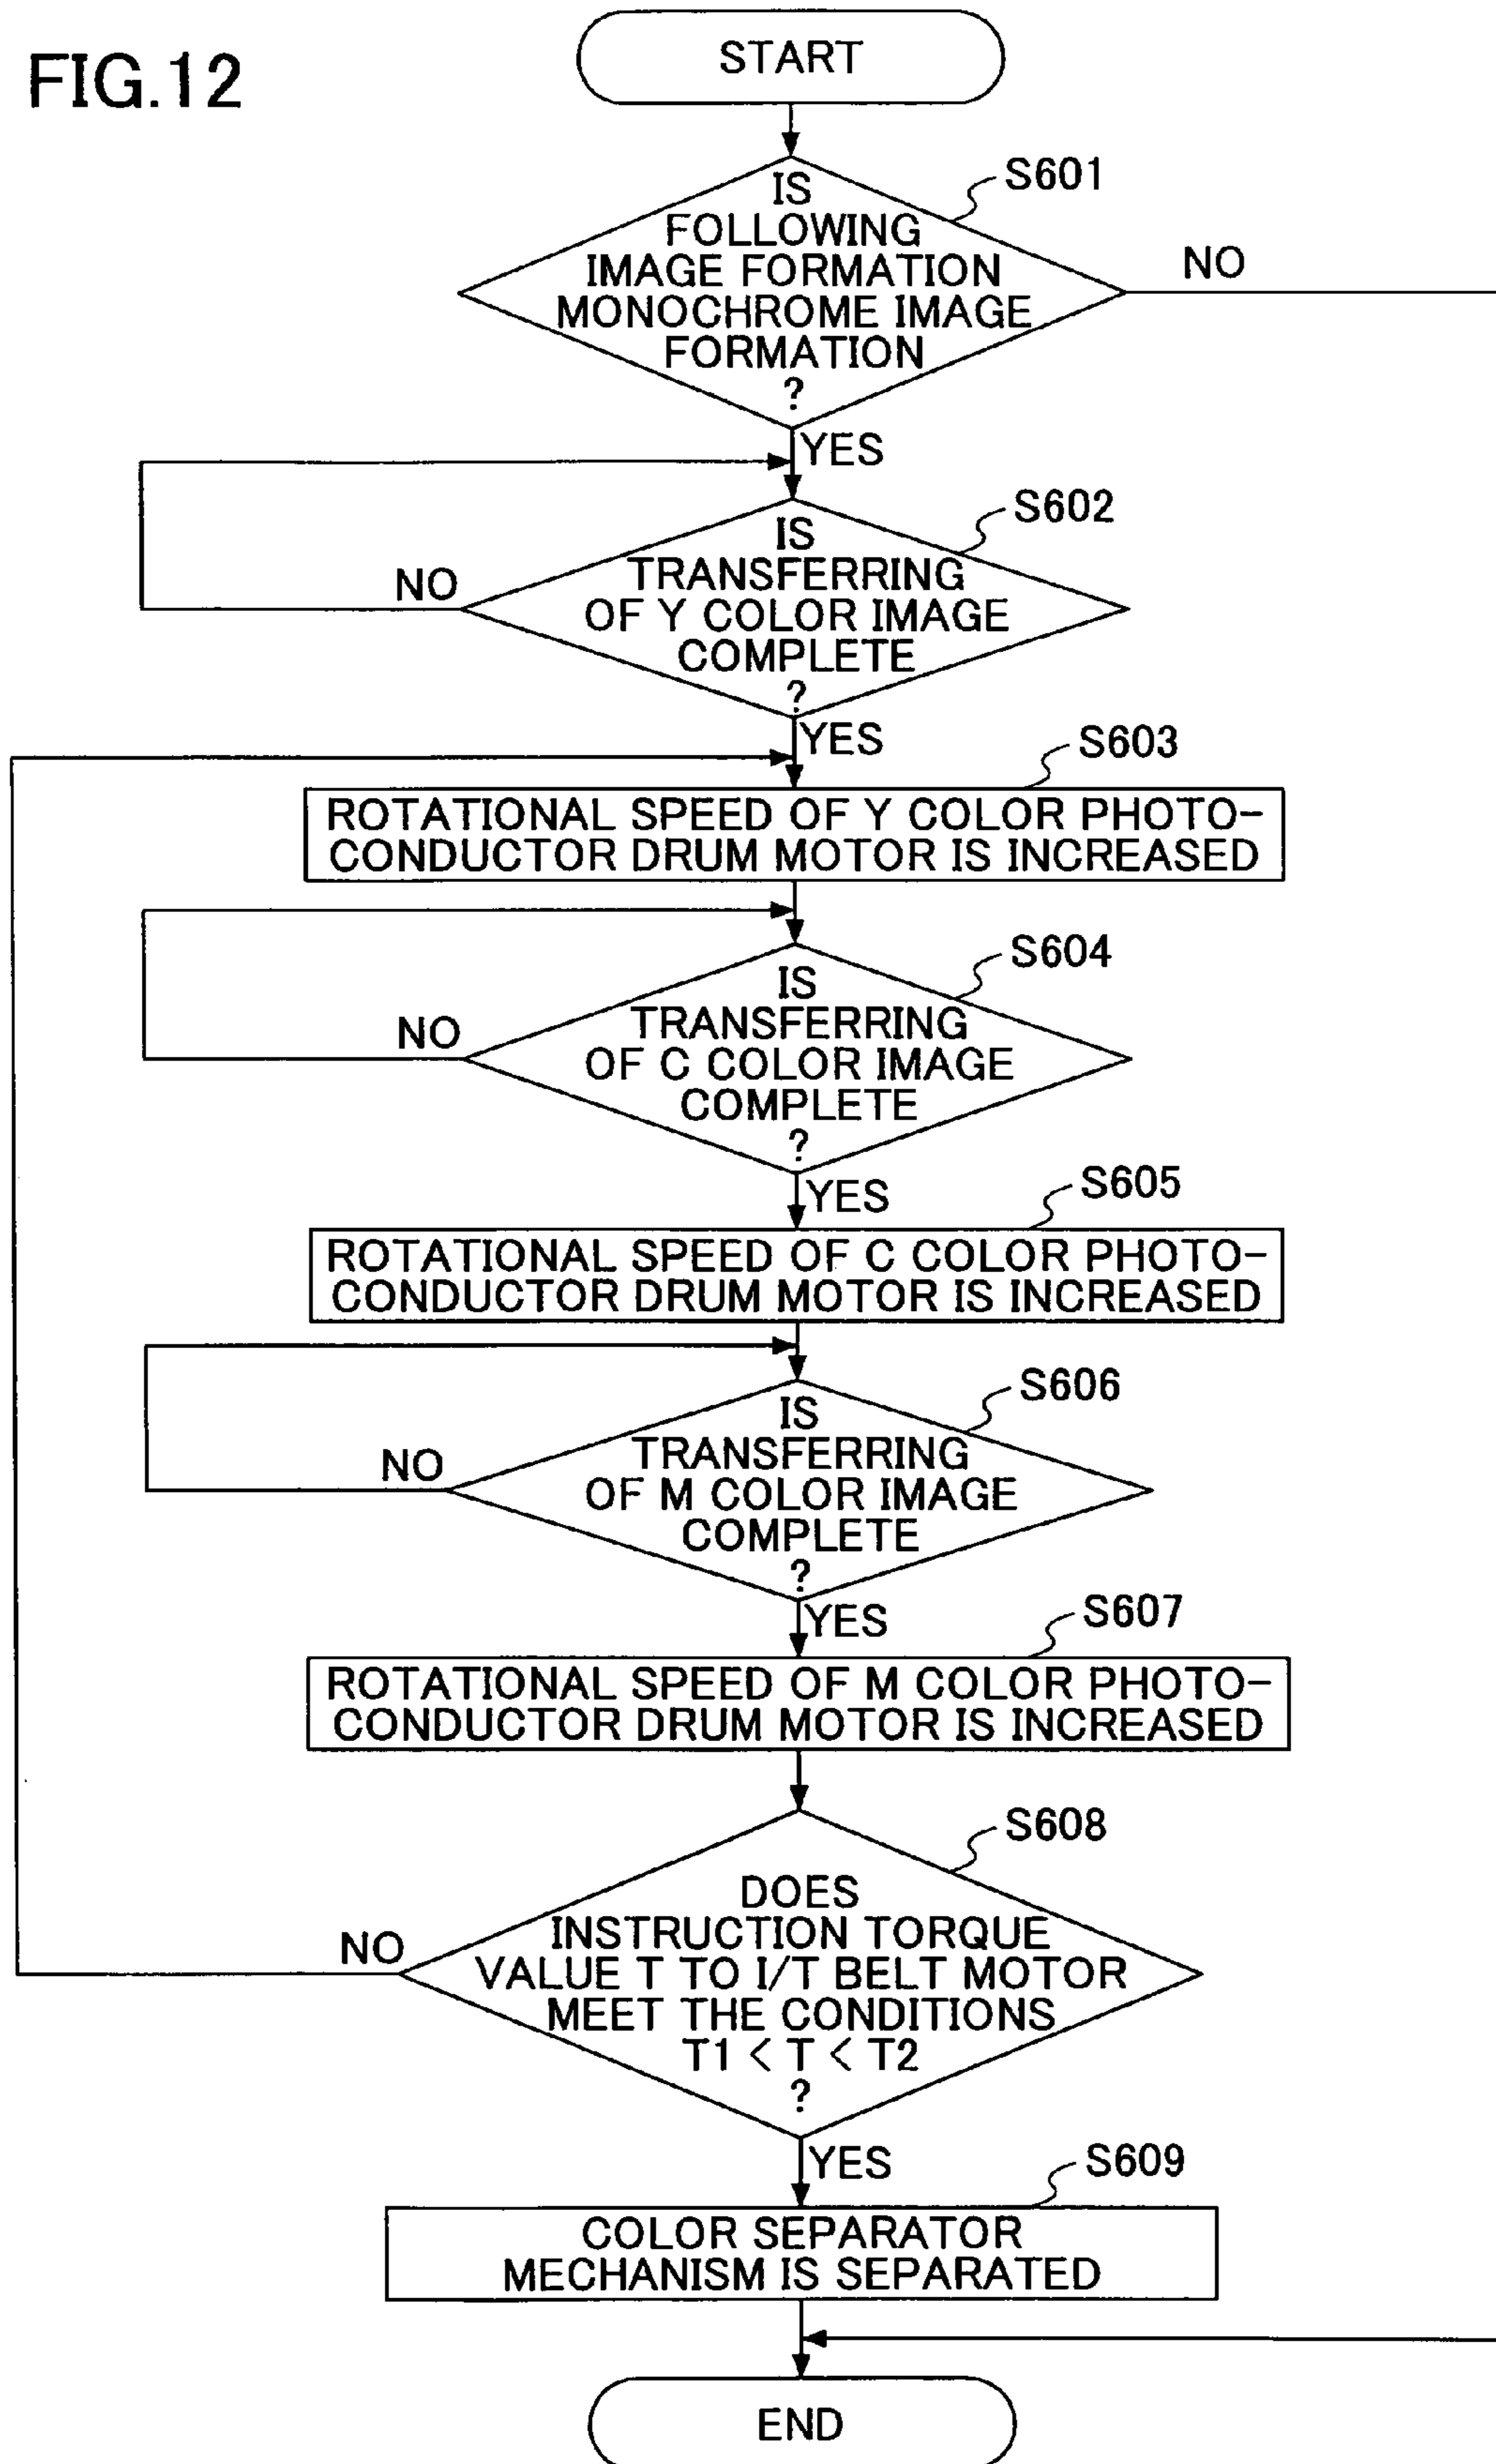 FIG.12
START
S601
IS
FOLLOWING
IMAGE FORMATION
MONOCHROME IMAGE
FORMATION
?
NO
YES
S602
IS
TRANSFERRING
OF Y COLOR IMAGE
COMPLETE
?
NO
YES
S603
ROTATIONAL SPEED OF Y COLOR PHOTO-
CONDUCTOR DRUM MOTOR IS INCREASED
S604
IS
TRANSFERRING
OF C COLOR IMAGE
COMPLETE
?
NO
YES
S605
ROTATIONAL SPEED OF C COLOR PHOTO-
CONDUCTOR DRUM MOTOR IS INCREASED
S606
IS
TRANSFERRING
OF M COLOR IMAGE
COMPLETE
?
NO
YES
S607
ROTATIONAL SPEED OF M COLOR PHOTO-
CONDUCTOR DRUM MOTOR IS INCREASED
S608
DOES
INSTRUCTION TORQUE
VALUE T TO I/T BELT MOTOR
MEET THE CONDITIONS
T1 < T < T2
?
NO
YES
S609
COLOR SEPARATOR
MECHANISM IS SEPARATED
END